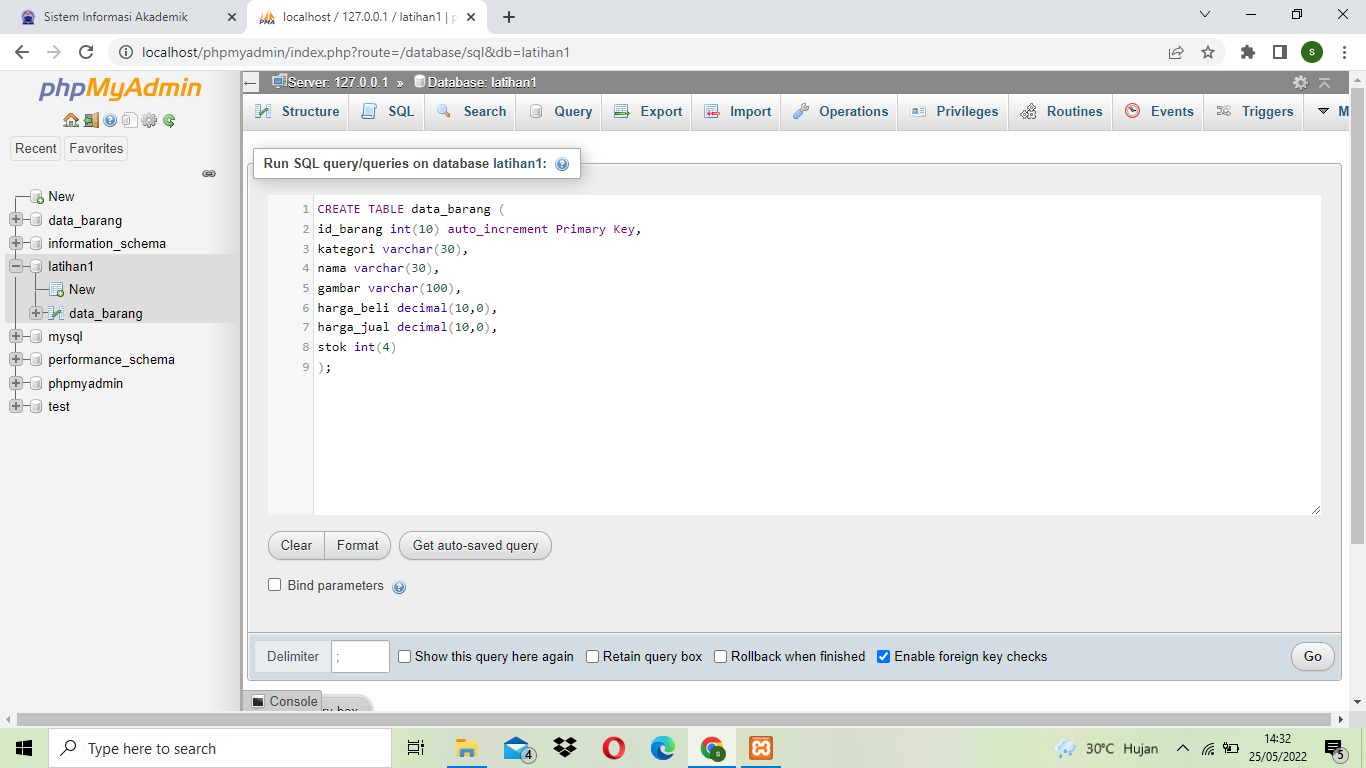 Sistem Informasi Akademik
localhost / 127.0.0.1 / latihan1 | p
localhost/phpmyadmin/index.php?route=/database/sql&db=latihan1
s
phpMyAdmin
Recent
Favorites
New
data_barang
information_schema
latihan1
New
data_barang
mysql
performance_schema
phpmyadmin
test
Server: 127.0.0.1 » Database: latihan1
Structure SQL Search Query Export Import Operations Privileges Routines Events Triggers M
Run SQL query/queries on database latihan1:
1 CREATE TABLE data_barang (
2 id_barang int(10) auto_increment Primary Key,
3 kategori varchar(30),
4 nama varchar(30),
5 gambar varchar(100),
6 harga_beli decimal(10,0),
7 harga_jual decimal(10,0),
8 stok int(4)
9 );
Clear Format Get auto-saved query
Bind parameters
Delimiter ; Show this query here again Retain query box Rollback when finished Enable foreign key checks Go
Console
box
Type here to search
4
s
30°C Hujan
14:32
25/05/2022
5